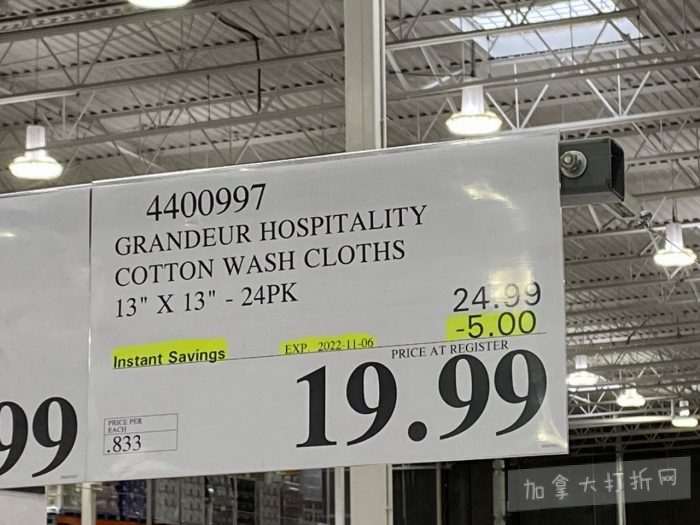 4400997
GRANDEUR HOSPITALITY
COTTON WASH CLOTHS
13" X 13" - 24PK
24.99
-5.00
Instant Savings
EXP. 2022-11-06
PRICE AT REGISTER
19.99
PRICE PER
EACH
.833
99
加拿大打折网